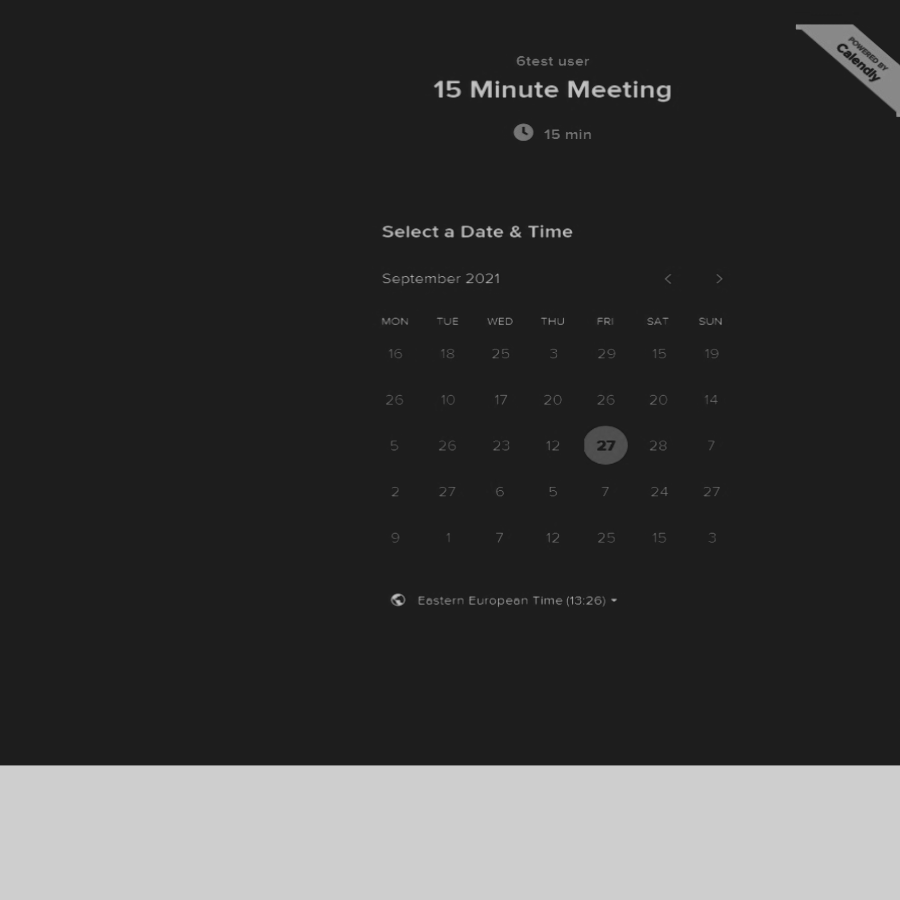 POWERED BY
Calendly
6test user
15 Minute Meeting
15 min
Select a Date & Time
September 2021
MON TUE WED THU FRI SAT SUN
16 18 25 3 29 15 19
26 10 17 20 26 20 14
5 26 23 12 27 28 7
2 27 6 5 7 24 27
9 1 7 12 25 15 3
Eastern European Time (13:26)